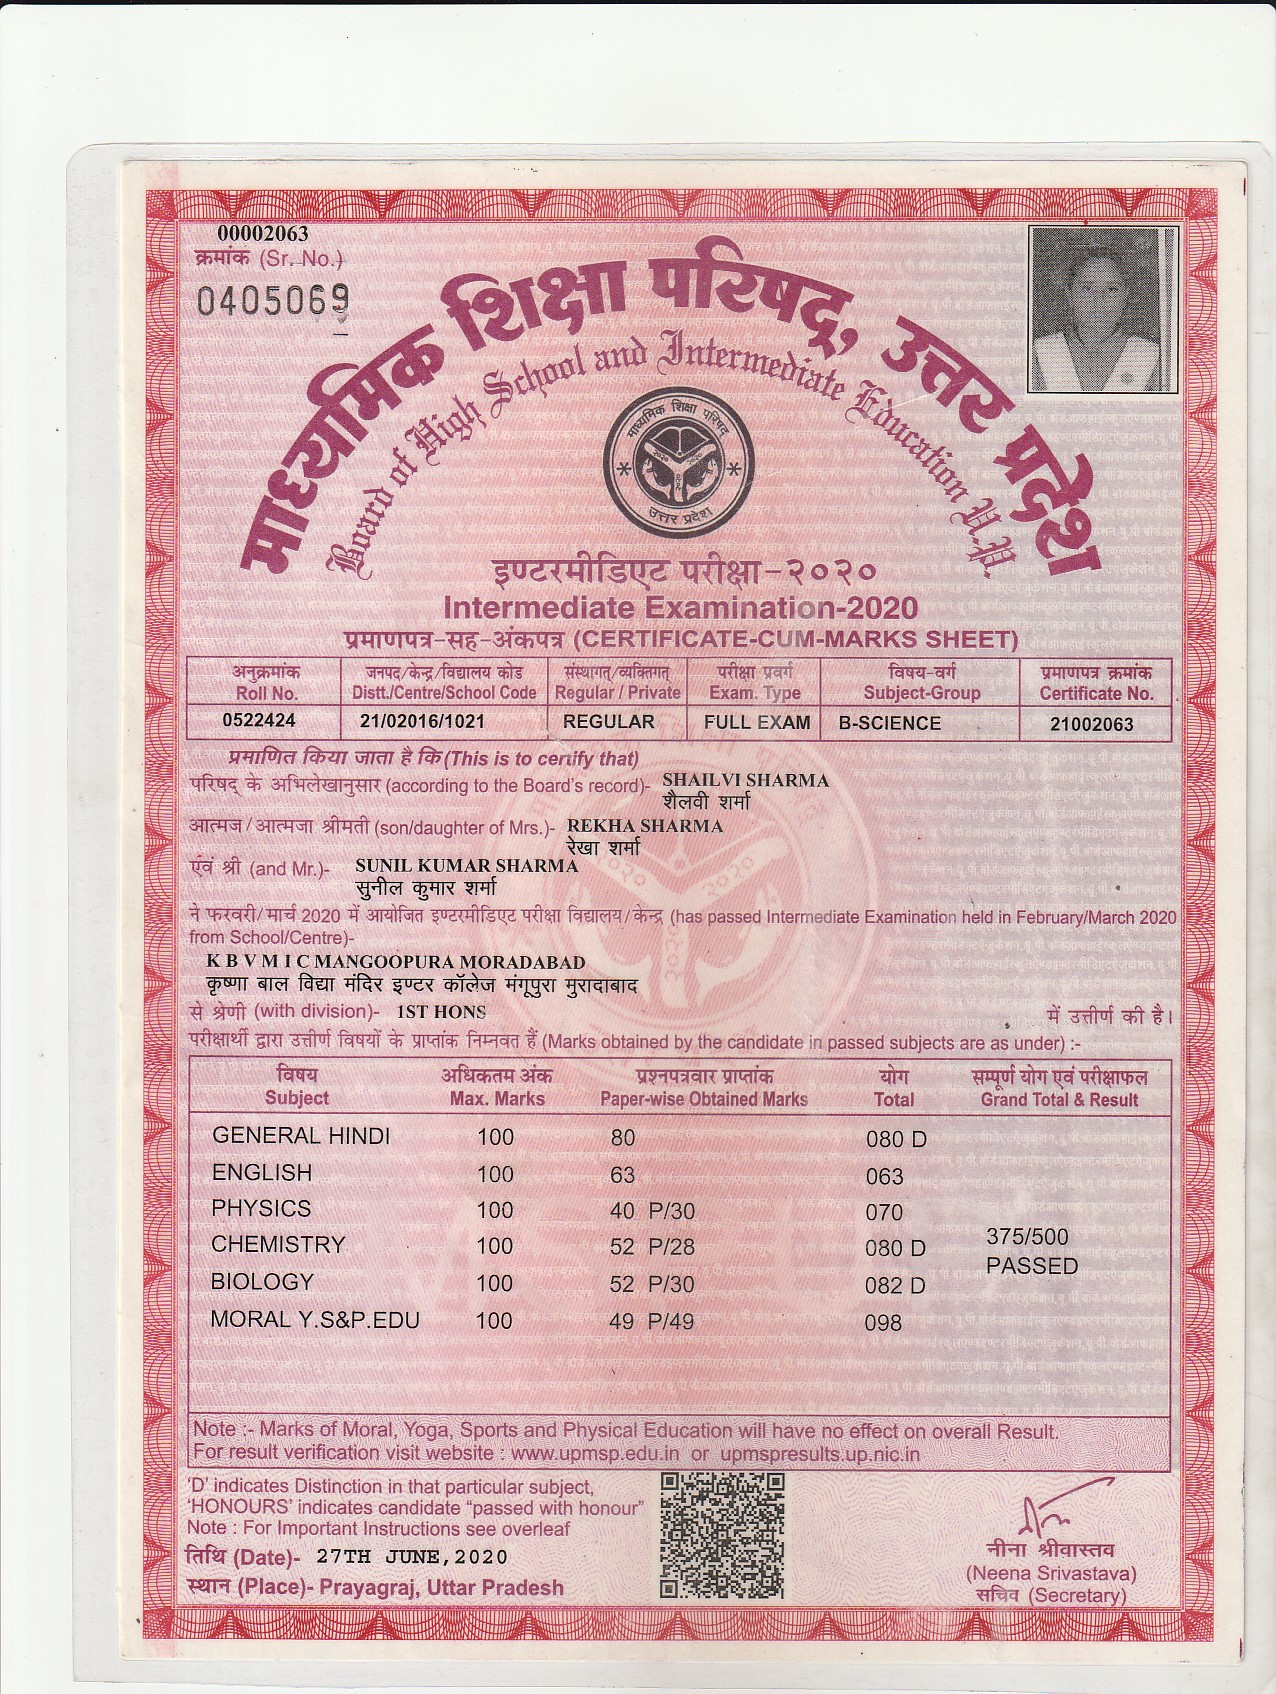 00002063
क्रमांक (Sr. No.)
0405069
माध्यमिक शिक्षा परिषद्, उत्तर प्रदेश
Board of High School and Intermediate Education U.P.
माध्यमिक शिक्षा परिषद
उत्तर प्रदेश
इण्टरमीडिएट परीक्षा-२०२०
Intermediate Examination-2020
प्रमाणपत्र-सह-अंकपत्र (CERTIFICATE-CUM-MARKS SHEET)
अनुक्रमांक जनपद/केन्द्र/विद्यालय कोड संस्थागत्/व्यक्तिगत् परीक्षा प्रवर्ग विषय-वर्ग प्रमाणपत्र क्रमांक
Roll No. Distt./Centre/School Code Regular / Private Exam. Type Subject-Group Certificate No.
0522424 21/02016/1021 REGULAR FULL EXAM B-SCIENCE 21002063
प्रमाणित किया जाता है कि (This is to certify that)
परिषद् के अभिलेखानुसार (according to the Board's record)- SHAILVI SHARMA
शैलवी शर्मा
आत्मज/आत्मजा श्रीमती (son/daughter of Mrs.)- REKHA SHARMA
रेखा शर्मा
एवं श्री (and Mr.)- SUNIL KUMAR SHARMA
सुनील कुमार शर्मा
ने फरवरी/मार्च 2020 में आयोजित इण्टरमीडिएट परीक्षा विद्यालय/केन्द्र (has passed Intermediate Examination held in February/March 2020
from School/Centre)-
K B V M I C MANGOOPURA MORADABAD
कृष्णा बाल विद्या मंदिर इण्टर कॉलेज मंगूपुरा मुरादाबाद
से श्रेणी (with division)- 1ST HONS में उत्तीर्ण की है।
परीक्षार्थी द्वारा उत्तीर्ण विषयों के प्राप्तांक निम्नवत हैं (Marks obtained by the candidate in passed subjects are as under) :-
विषय अधिकतम अंक प्रश्नपत्रवार प्राप्तांक योग सम्पूर्ण योग एवं परीक्षाफल
Subject Max. Marks Paper-wise Obtained Marks Total Grand Total & Result
GENERAL HINDI 100 80 080 D
ENGLISH 100 63 063
PHYSICS 100 40 P/30 070
CHEMISTRY 100 52 P/28 080 D 375/500
PASSED
BIOLOGY 100 52 P/30 082 D
MORAL Y.S&P.EDU 100 49 P/49 098
Note :- Marks of Moral, Yoga, Sports and Physical Education will have no effect on overall Result.
For result verification visit website : www.upmsp.edu.in or upmspresults.up.nic.in
'D' indicates Distinction in that particular subject,
'HONOURS' indicates candidate "passed with honour"
Note : For Important Instructions see overleaf
तिथि (Date)- 27TH JUNE,2020
स्थान (Place)- Prayagraj, Uttar Pradesh
नीना श्रीवास्तव
(Neena Srivastava)
सचिव (Secretary)